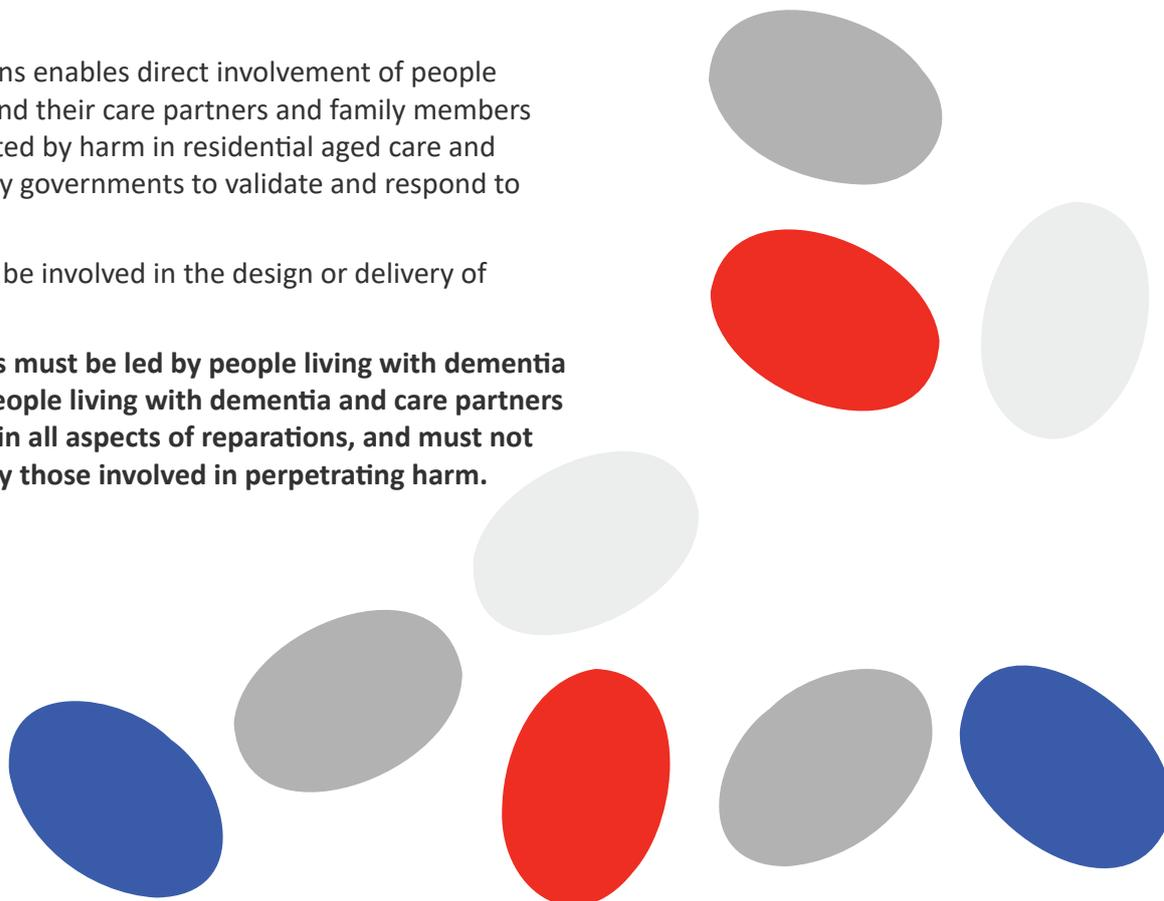 ns enables direct involvement of people
nd their care partners and family members
ted by harm in residential aged care and
y governments to validate and respond to
be involved in the design or delivery of
s must be led by people living with dementia
eople living with dementia and care partners
in all aspects of reparations, and must not
y those involved in perpetrating harm.